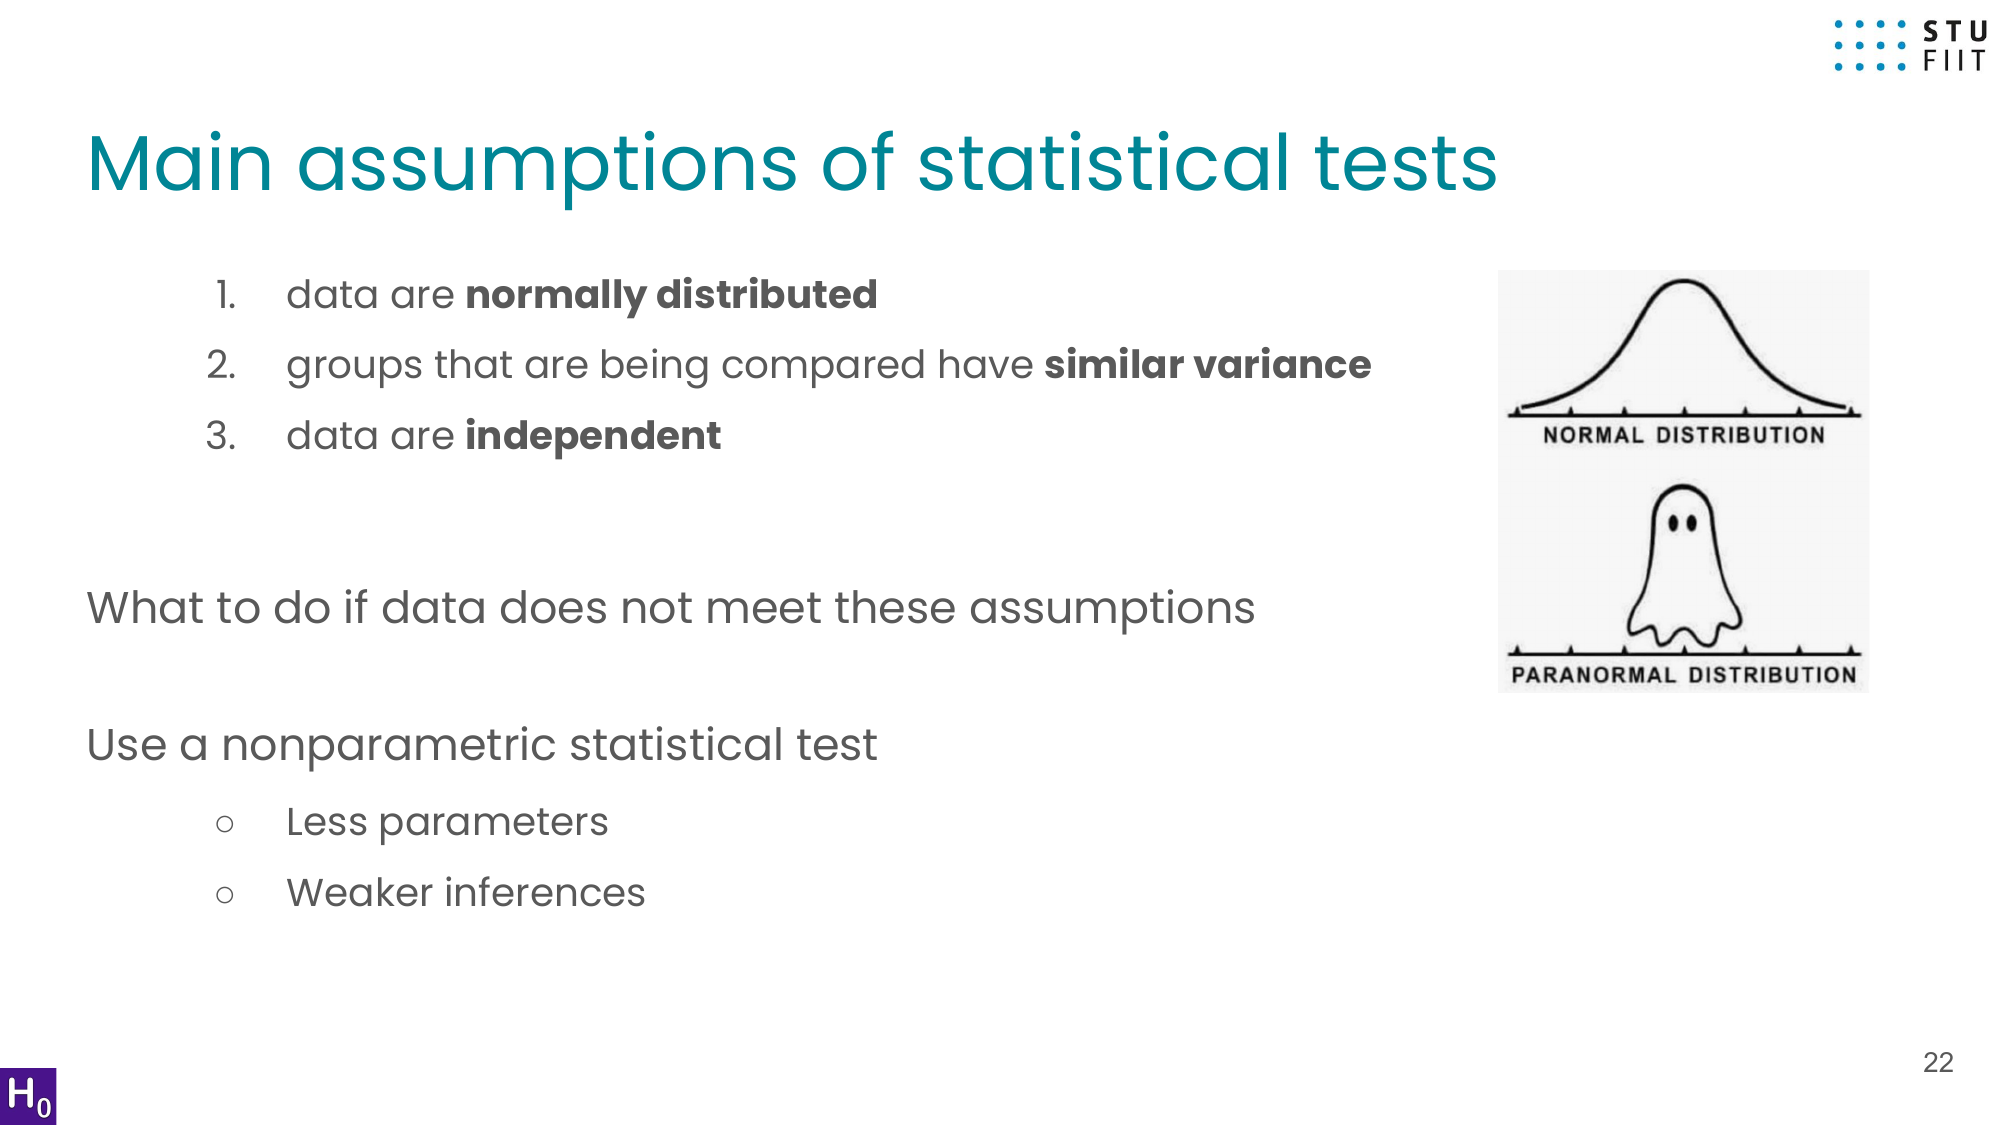 STU
FIIT
Main assumptions of statistical tests
1. data are normally distributed
2. groups that are being compared have similar variance
3. data are independent
NORMAL DISTRIBUTION
PARANORMAL DISTRIBUTION
What to do if data does not meet these assumptions
Use a nonparametric statistical test
○ Less parameters
○ Weaker inferences
22
H0